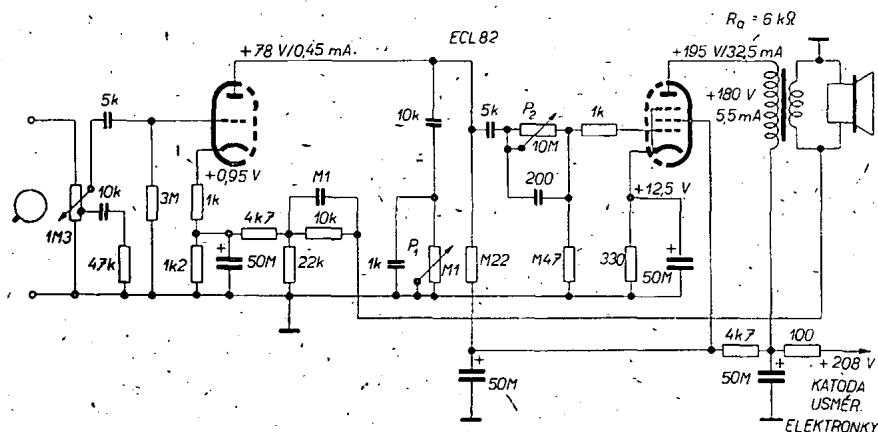 ECL82
Rₐ = 6 kΩ
+78 V/0,45 mA
+195 V/32,5 mA
+180 V
5,5 mA
5k
10k
5k
P₂
10M
1k
200
+0,95 V
+12,5 V
10k
1M3
3M
1k
M1
4k7
10k
47k
1k2
50M
22k
1k
P₁
M1
M22
M47
330
50M
4k7
100
50M
50M
+208 V
KATODA
USMĚR.
ELEKTRONKY